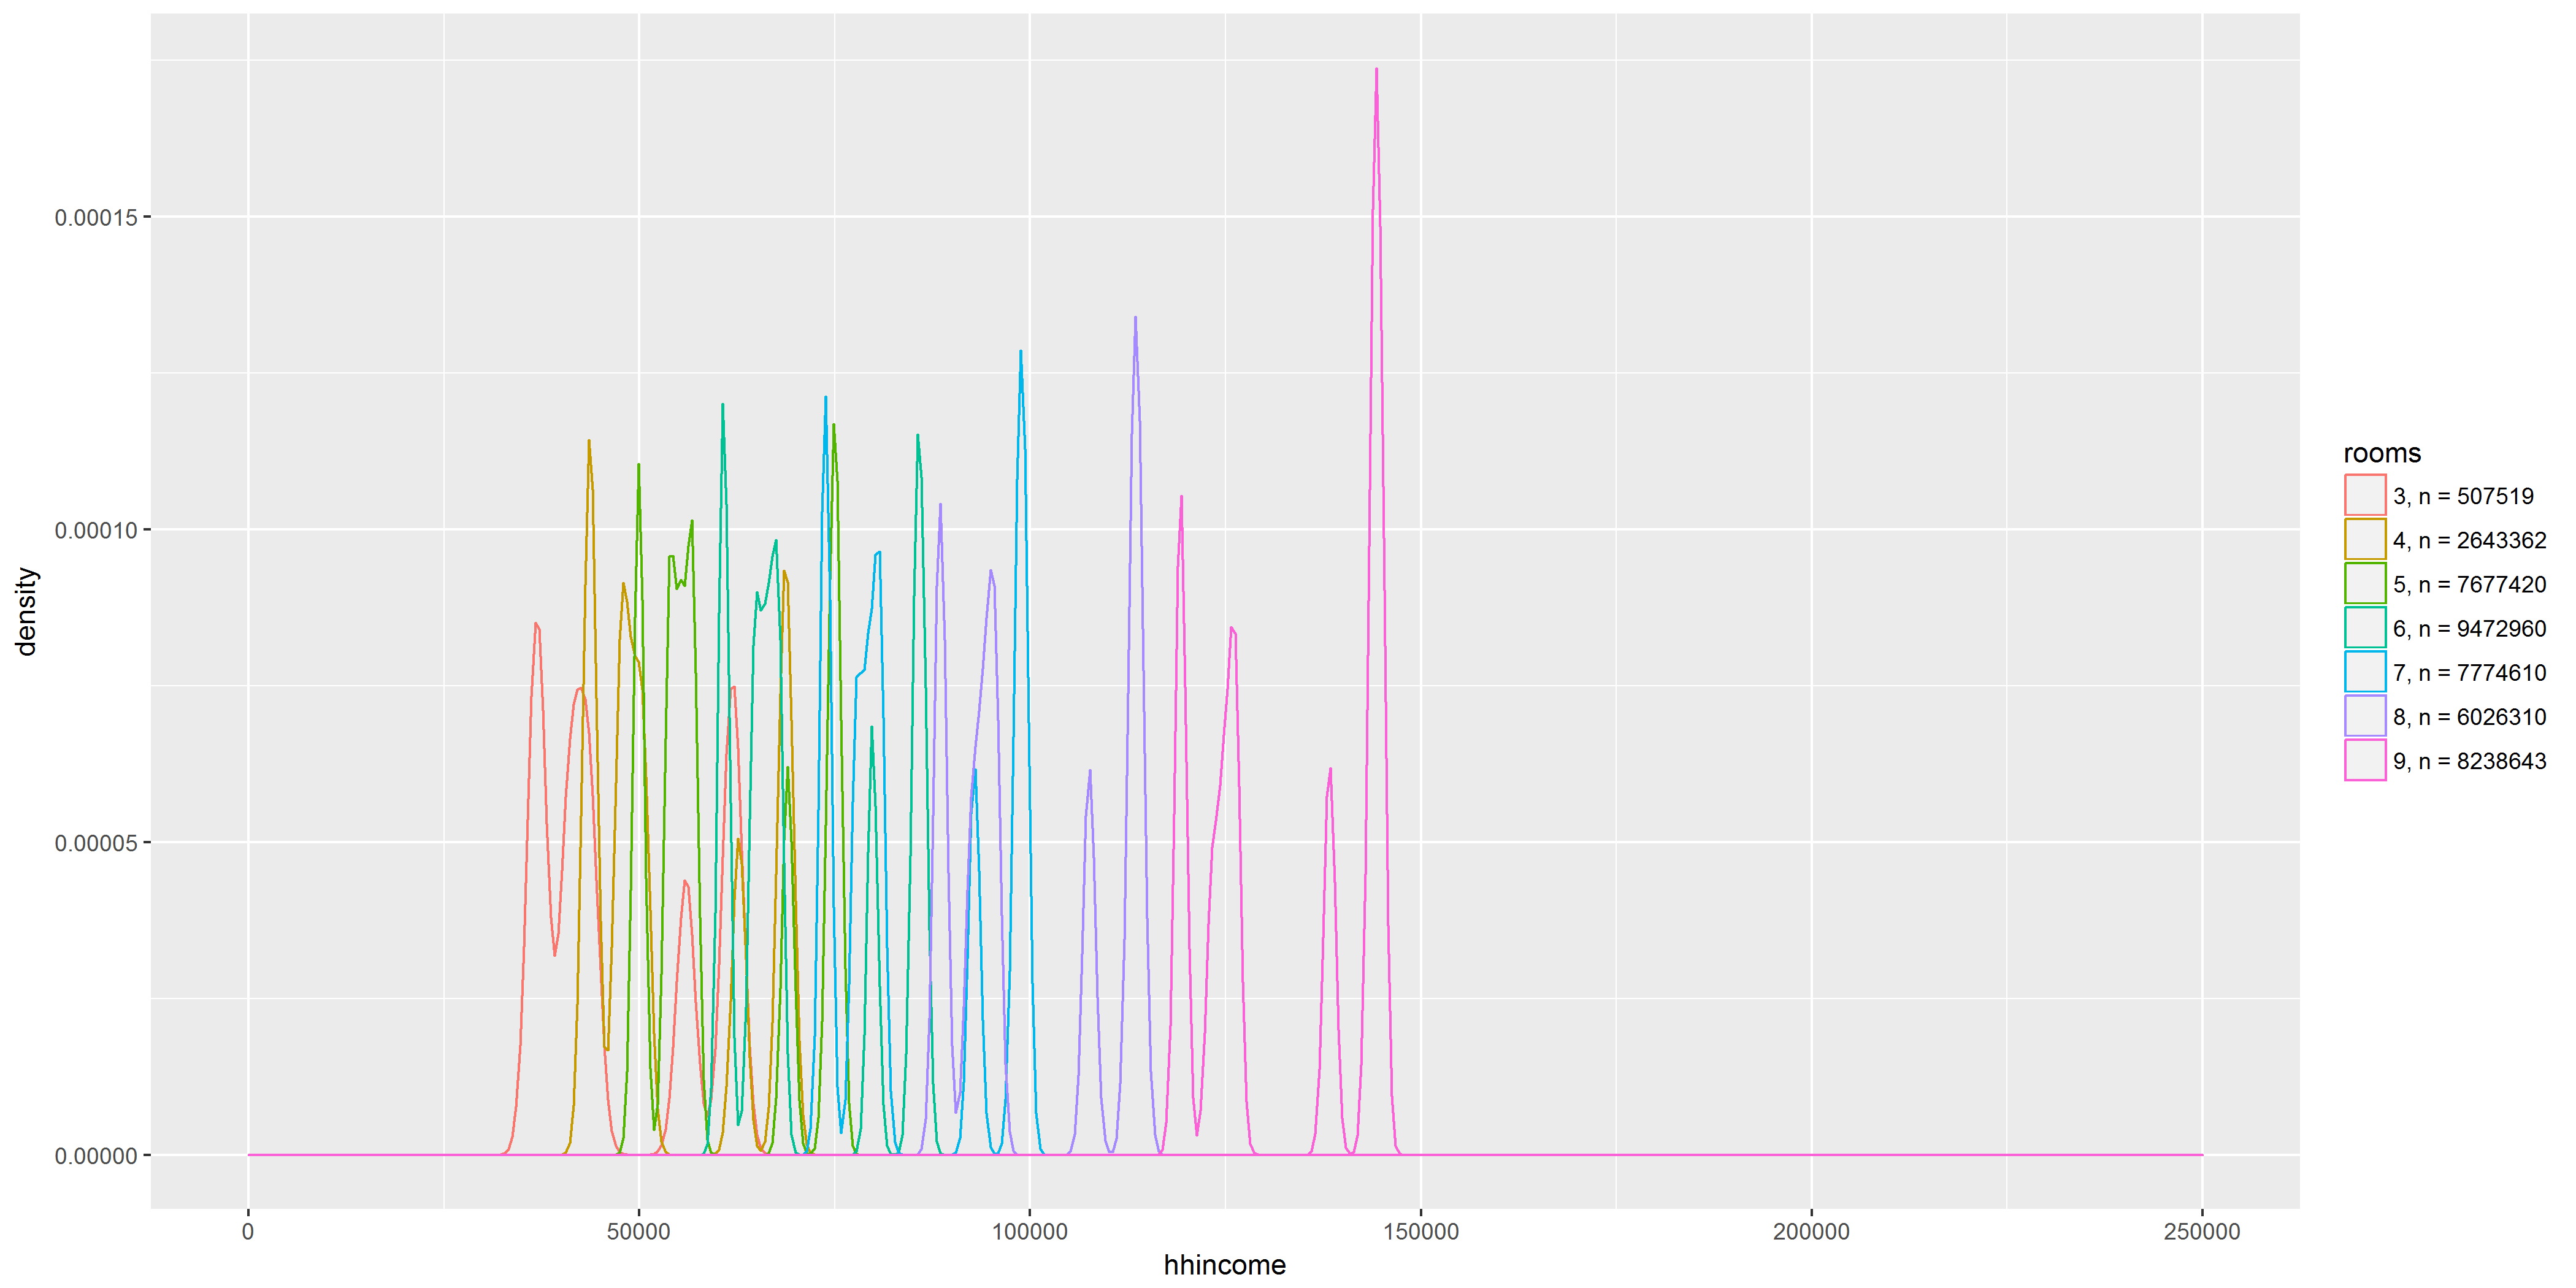 0.00015
0.00010
0.00005
0.00000
density
0
50000
100000
150000
200000
250000
hhincome
rooms
3, n = 507519
4, n = 2643362
5, n = 7677420
6, n = 9472960
7, n = 7774610
8, n = 6026310
9, n = 8238643